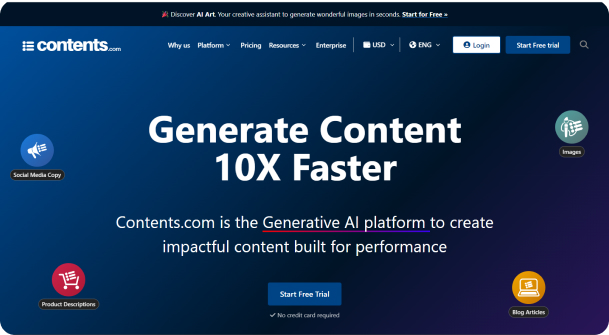 Discover AI Art. Your creative assistant to generate wonderful images in seconds. Start for Free »
contents.com
Why us Platform Pricing Resources Enterprise USD ENG Login Start Free trial
Generate Content
10X Faster
Social Media Copy
Images
Contents.com is the Generative AI platform to create
impactful content built for performance
Start Free Trial
Product Descriptions
Blog Articles
No credit card required